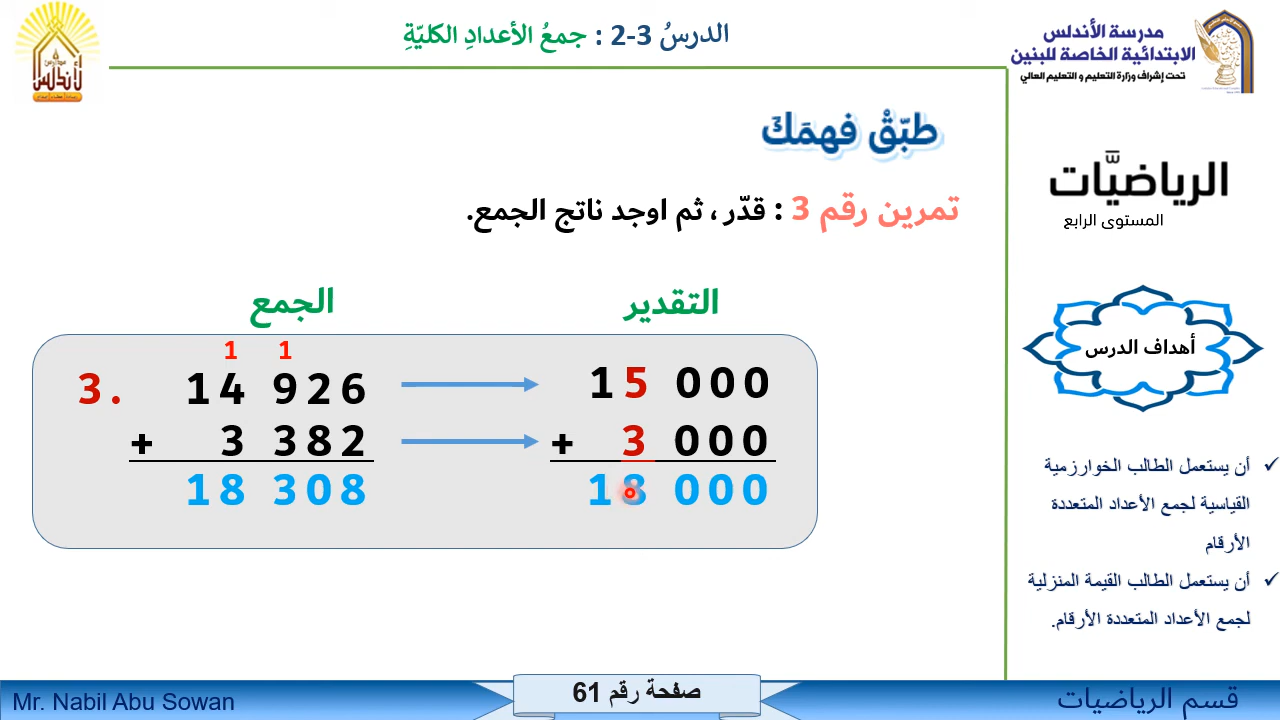 الدرسُ 3-2 : جمعُ الأعدادِ الكليّةِ
مدرسة الأندلس
الابتدائية الخاصة للبنين
تحت إشراف وزارة التعليم و التعليم العالي
الأندلس
طبّقْ فهمَكَ
تمرين رقم 3 : قدّر ، ثم اوجد ناتج الجمع.
التقدير
الجمع
1 1
3. 14 926
15 000
+ 3 382
+ 3 000
18 308
18 000
الرياضيَّات
المستوى الرابع
أهداف الدرس
✓ أن يستعمل الطالب الخوارزمية
القياسية لجمع الأعداد المتعددة
الأرقام
✓ أن يستعمل الطالب القيمة المنزلية
لجمع الأعداد المتعددة الأرقام.
قسم الرياضيات
صفحة رقم 61
Mr. Nabil Abu Sowan